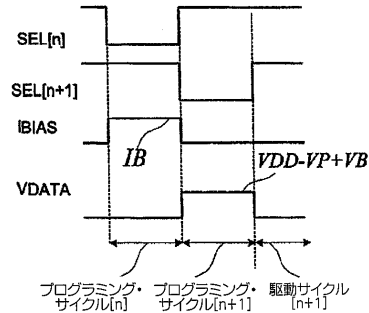 SEL[n]
SEL[n+1]
IBIAS
IB
VDD-VP+VB
VDATA
プログラミング・サイクル[n]
プログラミング・サイクル[n+1]
駆動サイクル[n+1]